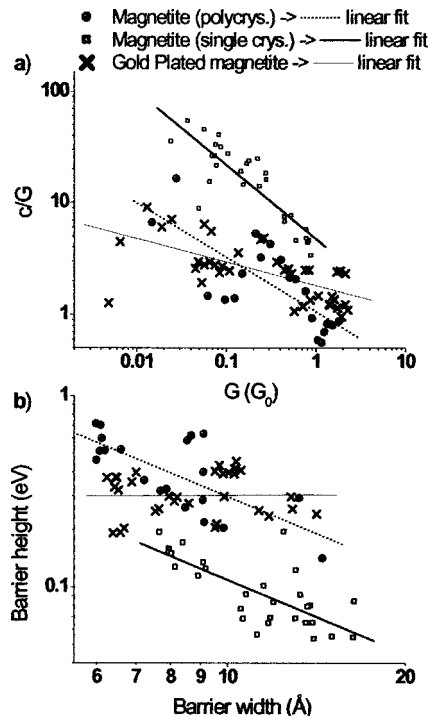 Magnetite (polycrys.) -> linear fit
Magnetite (single crys.) -> linear fit
Gold Plated magnetite -> linear fit
a)
100
10
1
c/G
0.01 0.1 1 10
G (G₀)
b)
1
0.1
Barrier height (eV)
6 7 8 9 10 20
Barrier width (Å)